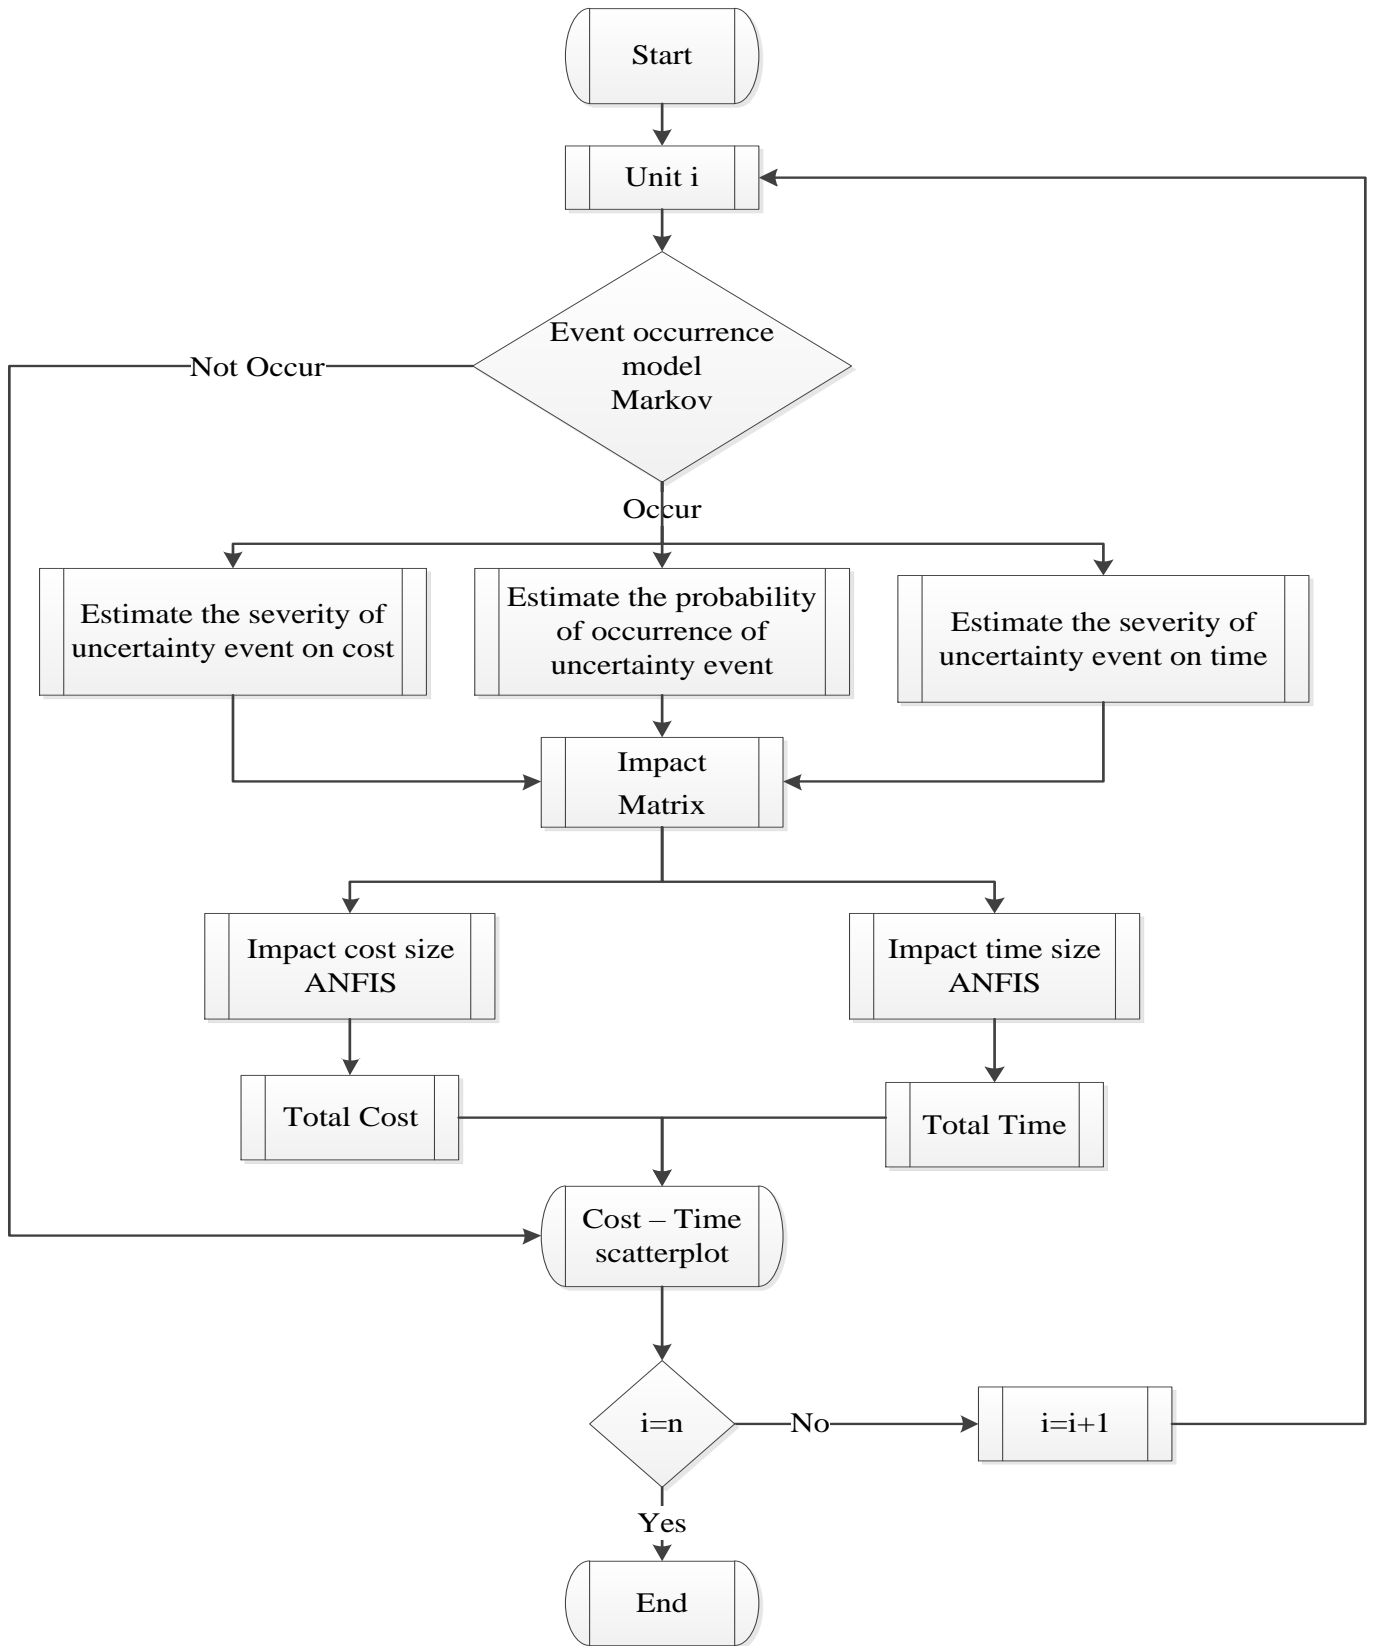 Start
Unit i
Event occurrence
model
Markov
Not Occur
Occur
Estimate the severity of
uncertainty event on cost
Estimate the probability
of occurrence of
uncertainty event
Estimate the severity of
uncertainty event on time
Impact
Matrix
Impact cost size
ANFIS
Impact time size
ANFIS
Total Cost
Total Time
Cost – Time
scatterplot
i=n
No
i=i+1
Yes
End